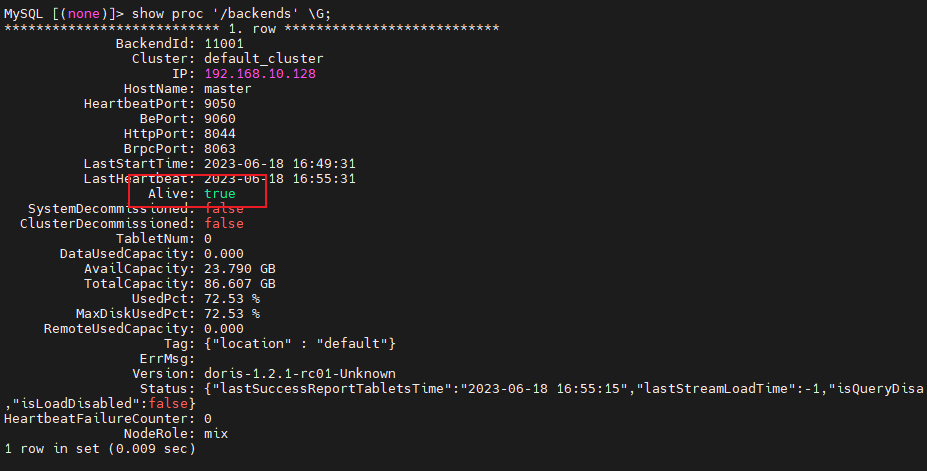 MySQL [(none)]> show proc '/backends' \G;
*************************** 1. row ***************************
BackendId: 11001
Cluster: default_cluster
IP: 192.168.10.128
HostName: master
HeartbeatPort: 9050
BePort: 9060
HttpPort: 8044
BrpcPort: 8063
LastStartTime: 2023-06-18 16:49:31
LastHeartbeat: 2023-06-18 16:55:31
Alive: true
SystemDecommissioned: false
ClusterDecommissioned: false
TabletNum: 0
DataUsedCapacity: 0.000
AvailCapacity: 23.790 GB
TotalCapacity: 86.607 GB
UsedPct: 72.53 %
MaxDiskUsedPct: 72.53 %
RemoteUsedCapacity: 0.000
Tag: {"location" : "default"}
ErrMsg:
Version: doris-1.2.1-rc01-Unknown
Status: {"lastSuccessReportTabletsTime":"2023-06-18 16:55:15","lastStreamLoadTime":-1,"isQueryDisa
,"isLoadDisabled":false}
HeartbeatFailureCounter: 0
NodeRole: mix
1 row in set (0.009 sec)